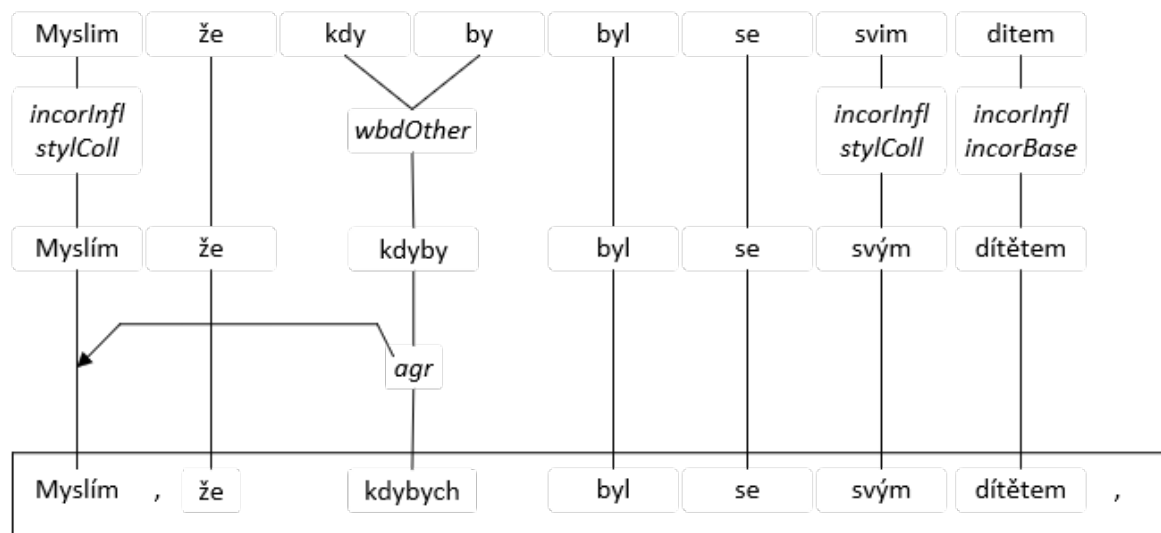 Myslim že kdy by byl se svim ditem
incorInfl stylColl wbdOther incorInfl stylColl incorInfl incorBase
Myslím že kdyby byl se svým dítětem
agr
Myslím , že kdybych byl se svým dítětem ,